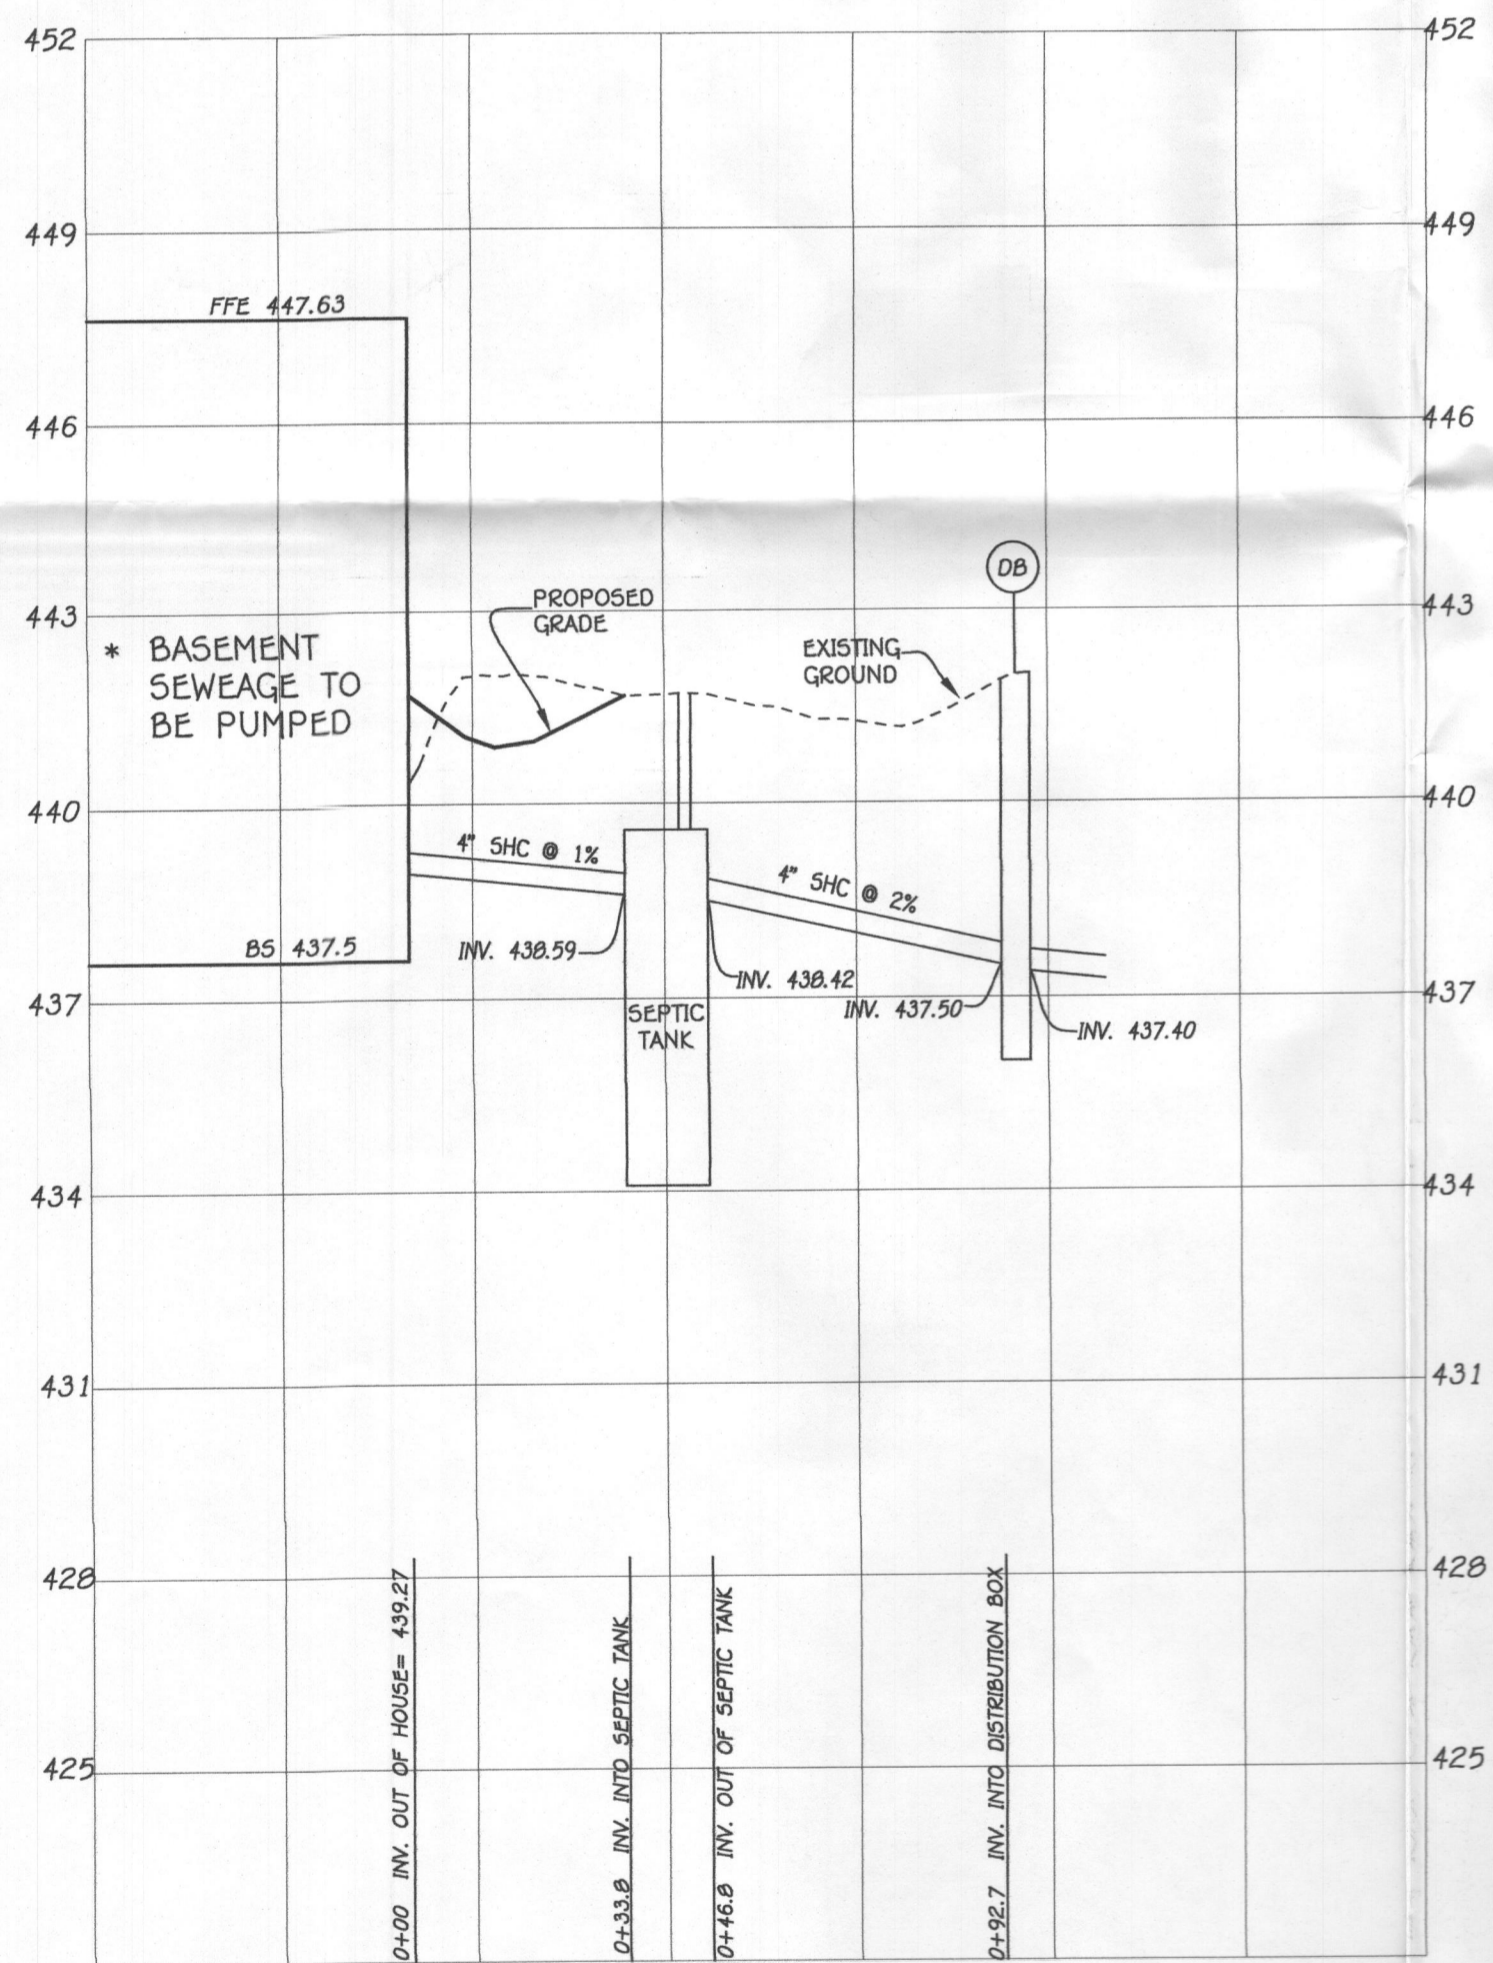 452
452
449
449
FFE 447.63
446
446
DB
443
443
PROPOSED
GRADE
* BASEMENT
SEWEAGE TO
BE PUMPED
EXISTING
GROUND
440
440
4" SHC @ 1%
4" SHC @ 2%
BS 437.5
INV. 438.59
INV. 438.42
437
437
INV. 437.50
SEPTIC
TANK
INV. 437.40
434
434
431
431
428
428
425
425
0+00 INV. OUT OF HOUSE= 439.27
0+33.8 INV. INTO SEPTIC TANK
0+46.8 INV. OUT OF SEPTIC TANK
0+92.7 INV. INTO DISTRIBUTION BOX